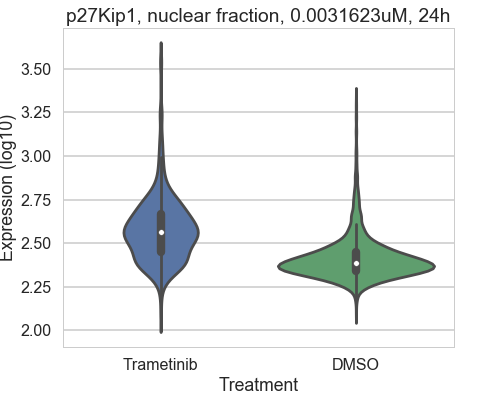 p27Kip1, nuclear fraction, 0.0031623uM, 24h
Expression (log10)
3.50
3.25
3.00
2.75
2.50
2.25
2.00
Trametinib DMSO
Treatment